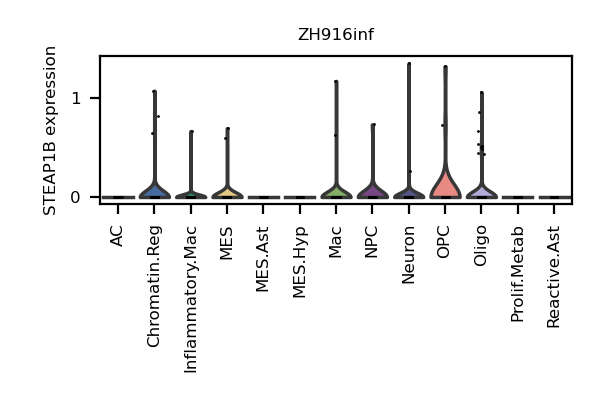 ZH916inf
STEAP1B expression
1
0
AC
Chromatin.Reg
Inflammatory.Mac
MES
MES.Ast
MES.Hyp
Mac
NPC
Neuron
OPC
Oligo
Prolif.Metab
Reactive.Ast